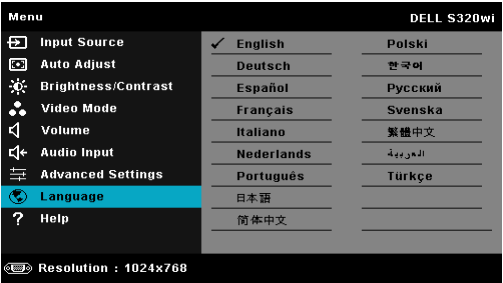 Menu DELL S320wi
Input Source
Auto Adjust
Brightness/Contrast
Video Mode
Volume
Audio Input
Advanced Settings
Language
Help
✓ English
Deutsch
Español
Français
Italiano
Nederlands
Português
日本語
简体中文
Polski
한국어
Русский
Svenska
繁體中文
العربية
Türkçe
Resolution : 1024x768